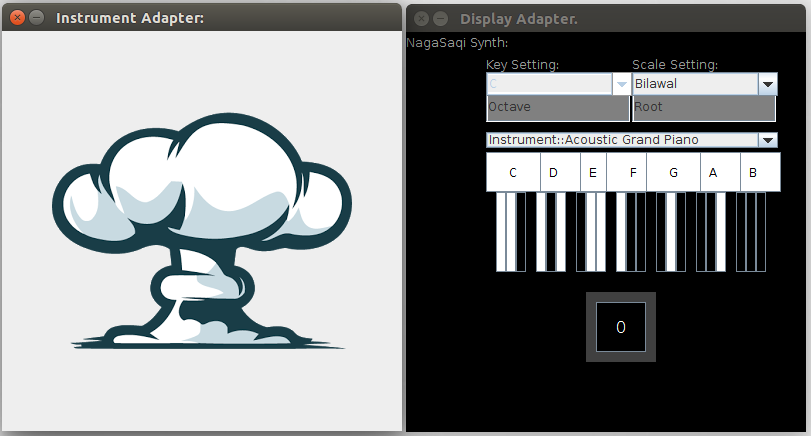 Instrument Adapter:
Display Adapter.
NagaSaqi Synth:
Key Setting: Scale Setting:
C Bilawal
Octave Root
Instrument::Acoustic Grand Piano
C D E F G A B
0